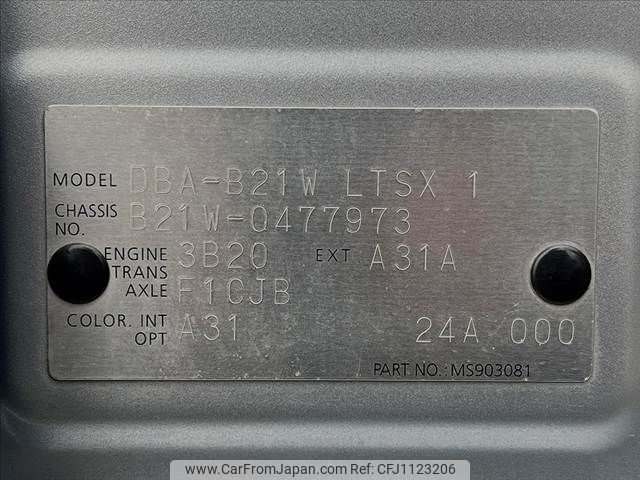 MODEL DBA-B21W LTSX 1
CHASSIS NO. B21W-0477973
ENGINE 3B20 EXT A31A
TRANS AXLE F1CJB
COLOR. INT OPT A31 24A 000
PART NO.: MS903081
www.CarFromJapan.com | ID: CFJ1123206